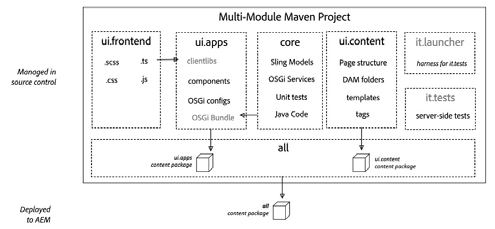 Multi-Module Maven Project
Managed in
source control
ui.frontend
.scss .ts
.css .js
ui.apps
clientlibs
components
OSGi configs
OSGi Bundle
core
Sling Models
OSGi Services
Unit tests
Java Code
ui.content
Page structure
DAM folders
templates
tags
it.launcher
harness for it.tests
it.tests
server-side tests
all
ui.apps
content package
ui.content
content package
Deployed
to AEM
all
content package